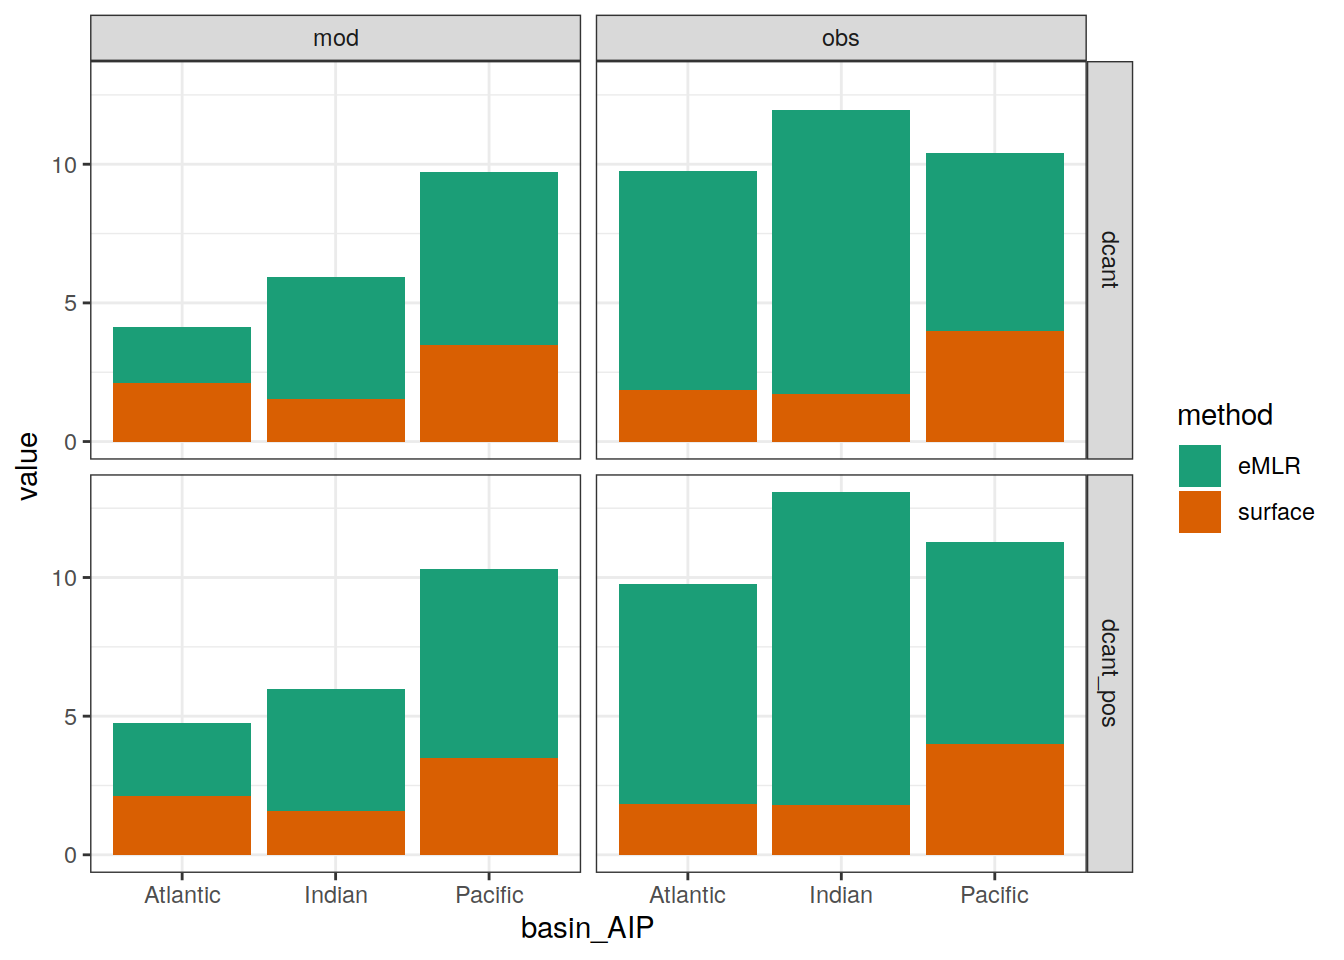 mod
obs
dcant
10
5
0
dcant_pos
10
5
0
value
Atlantic
Indian
Pacific
Atlantic
Indian
Pacific
basin_AIP
method
eMLR
surface